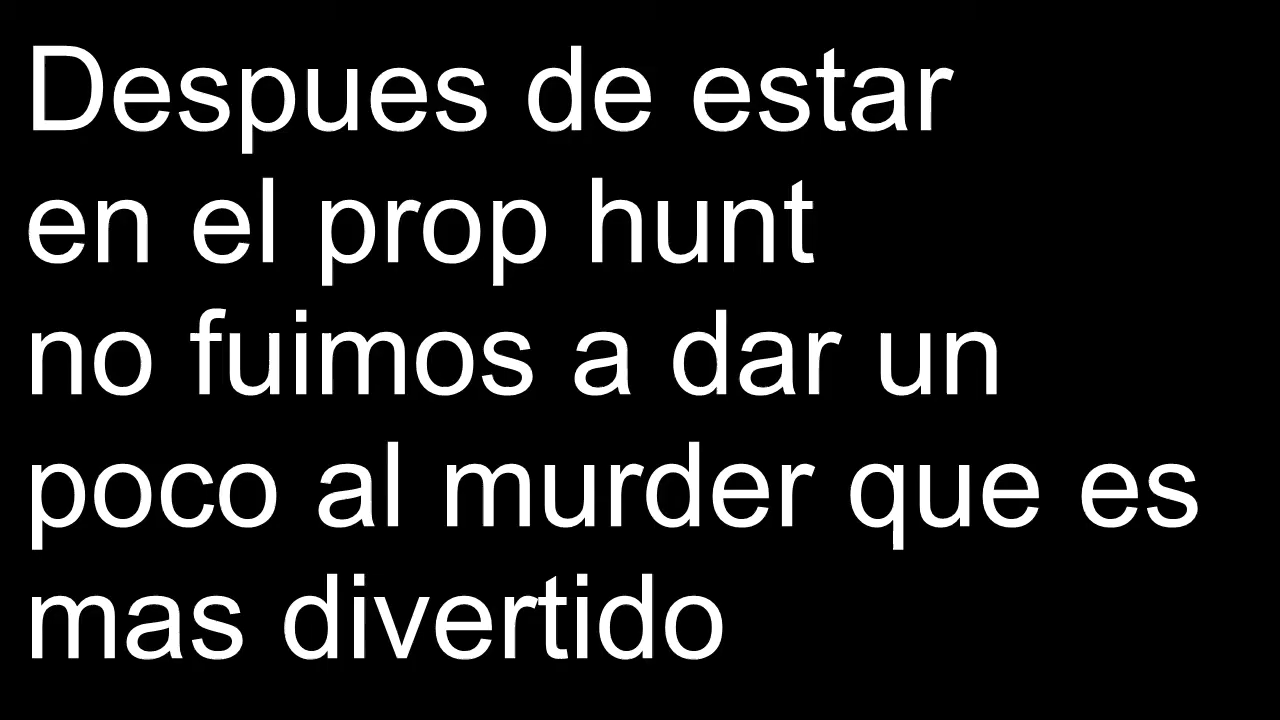 Despues de estar
en el prop hunt
no fuimos a dar un
poco al murder que es
mas divertido